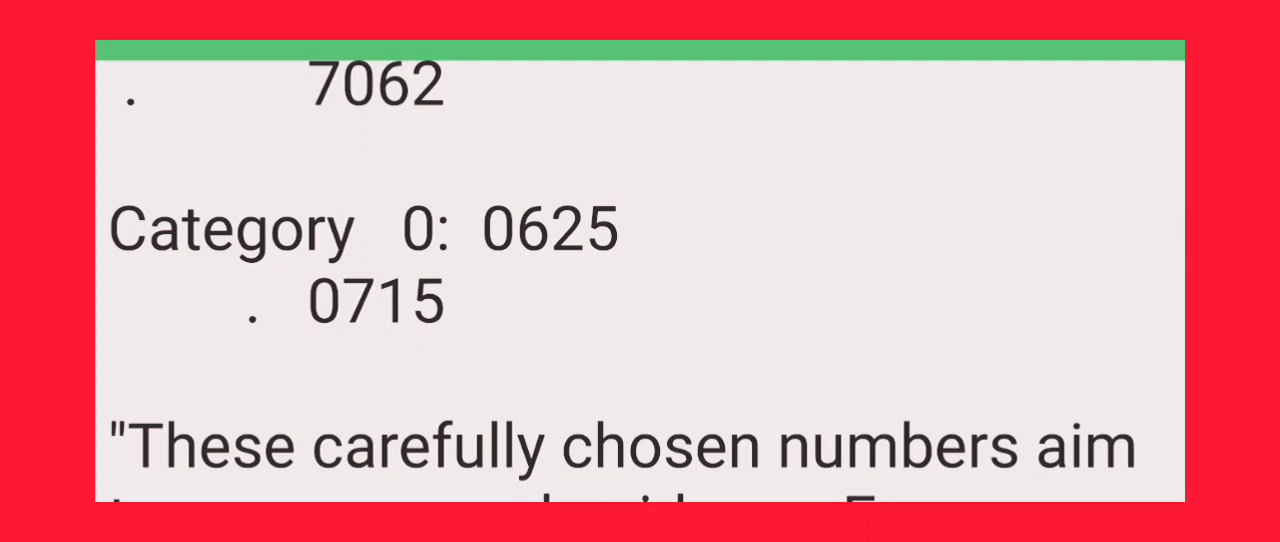 . 7062
Category 0: 0625
. 0715
"These carefully chosen numbers aim